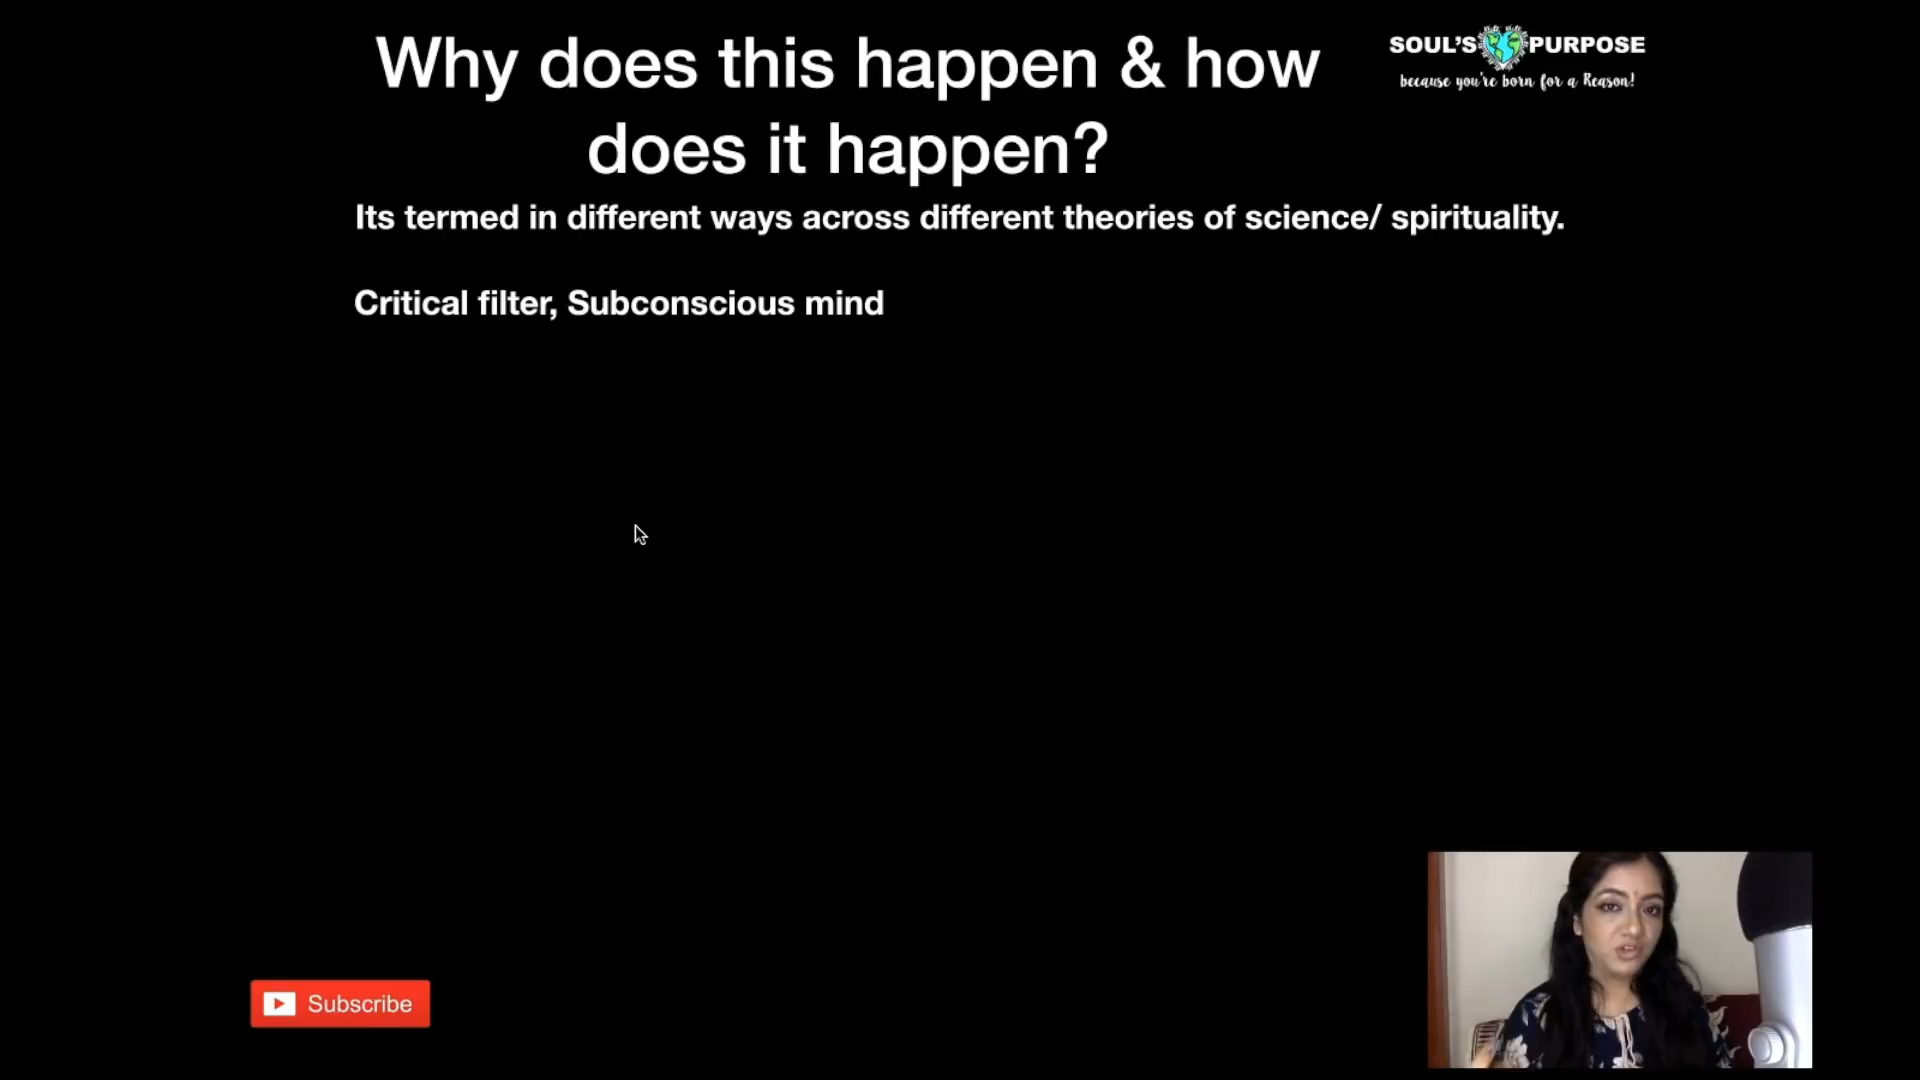 Why does this happen & how
does it happen?
SOUL'S PURPOSE
because you're born for a Reason!
Its termed in different ways across different theories of science/ spirituality.
Critical filter, Subconscious mind
Subscribe